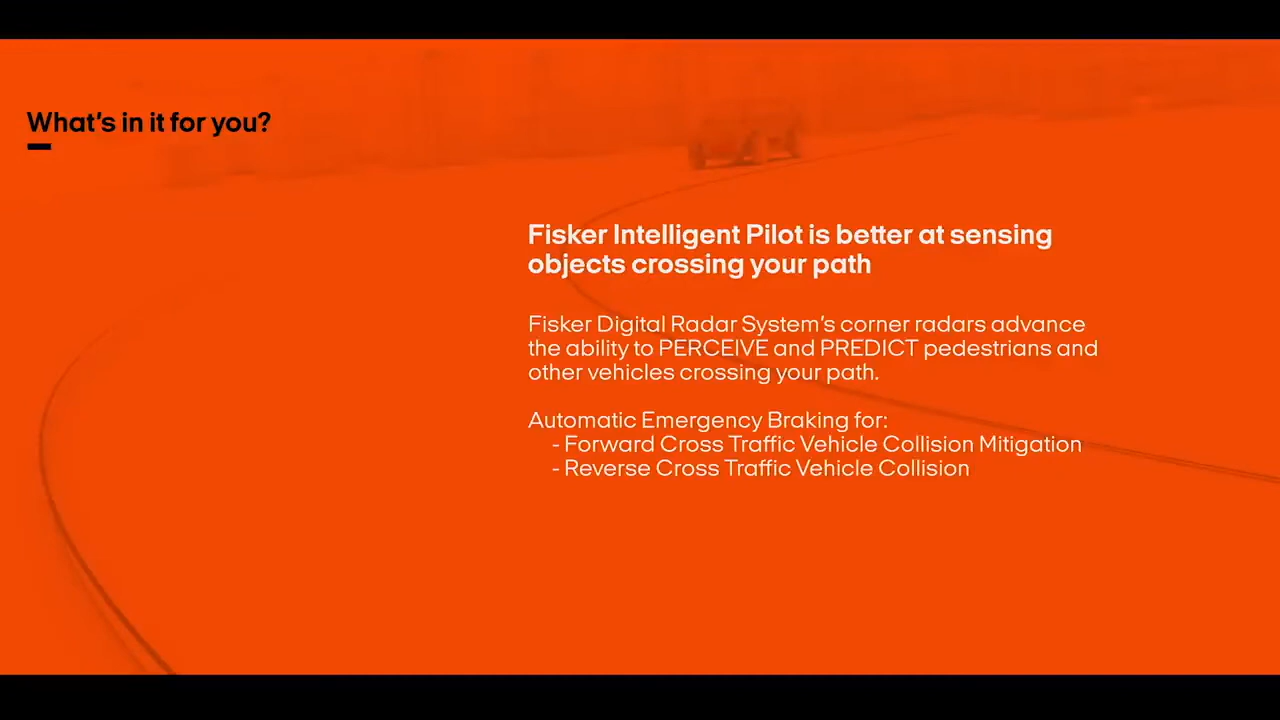 What's in it for you?
Fisker Intelligent Pilot is better at sensing
objects crossing your path
Fisker Digital Radar System's corner radars advance
the ability to PERCEIVE and PREDICT pedestrians and
other vehicles crossing your path.
Automatic Emergency Braking for:
- Forward Cross Traffic Vehicle Collision Mitigation
- Reverse Cross Traffic Vehicle Collision